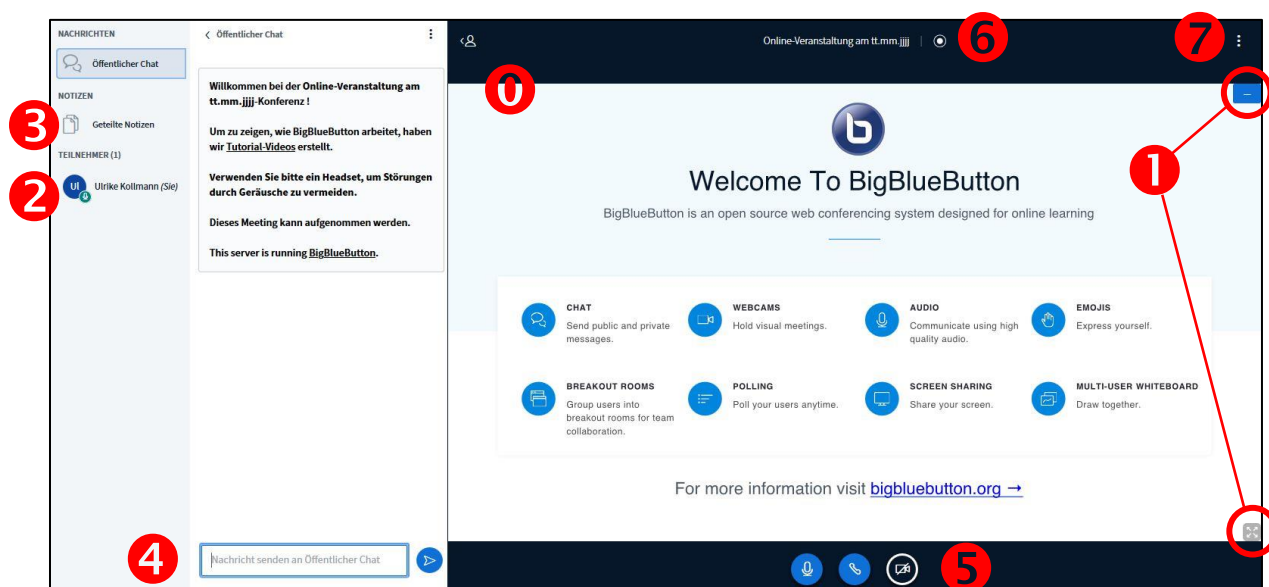 NACHRICHTEN
Öffentlicher Chat
NOTIZEN
3
Geteilte Notizen
TEILNEHMER (1)
2
Ul
Ulrike Kollmann (Sie)
Öffentlicher Chat
Willkommen bei der Online-Veranstaltung am
tt.mm.jjjj-Konferenz !
Um zu zeigen, wie BigBlueButton arbeitet, haben
wir Tutorial-Videos erstellt.
Verwenden Sie bitte ein Headset, um Störungen
durch Geräusche zu vermeiden.
Dieses Meeting kann aufgenommen werden.
This server is running BigBlueButton.
4
Nachricht senden an Öffentlicher Chat
Online-Veranstaltung am tt.mm.jjjj
6
7
0
1
b
Welcome To BigBlueButton
BigBlueButton is an open source web conferencing system designed for online learning
CHAT
Send public and private
messages.
WEBCAMS
Hold visual meetings.
AUDIO
Communicate using high
quality audio.
EMOJIS
Express yourself.
BREAKOUT ROOMS
Group users into
breakout rooms for team
collaboration.
POLLING
Poll your users anytime.
SCREEN SHARING
Share your screen.
MULTI-USER WHITEBOARD
Draw together.
For more information visit bigbluebutton.org →
5